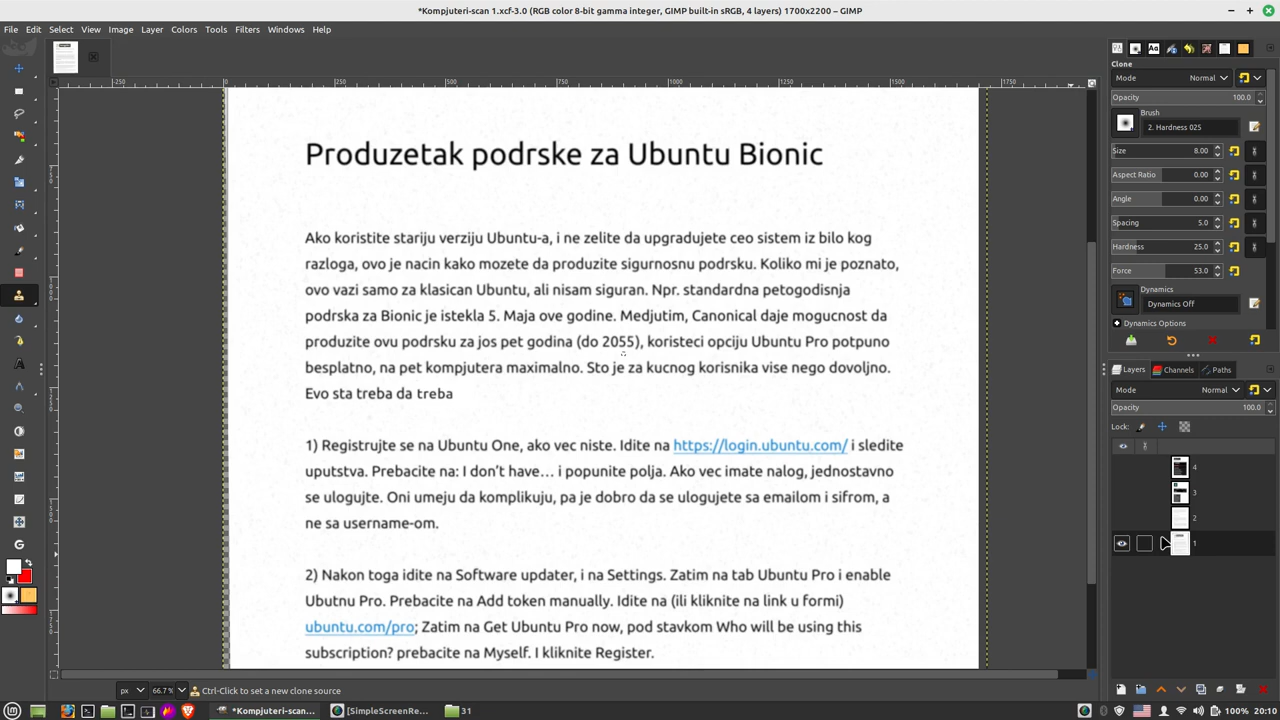 *Kompjuteri-scan 1.xcf-3.0 (RGB color 8-bit gamma integer, GIMP built-in sRGB, 4 layers) 1700x2200 – GIMP
File Edit Select View Image Layer Colors Tools Filters Windows Help
Clone
-250 0 250 500 750 1000 1250 1500 1750
Mode Normal
Opacity 100.0
Brush
2. Hardness 025
Size 8.00
Aspect Ratio 0.00
Angle 0.00
Spacing 5.0
Hardness 25.0
Force 53.0
Dynamics
Dynamics Off
Dynamics Options
Layers Channels Paths
Mode Normal
Opacity 100.0
Lock:
4
3
2
1
Produzetak podrske za Ubuntu Bionic
Ako koristite stariju verziju Ubuntu-a, i ne zelite da upgradujete ceo sistem iz bilo kog
razloga, ovo je nacin kako mozete da produzite sigurnosnu podrsku. Koliko mi je poznato,
ovo vazi samo za klasican Ubuntu, ali nisam siguran. Npr. standardna petogodisnja
podrska za Bionic je istekla 5. Maja ove godine. Medjutim, Canonical daje mogucnost da
produzite ovu podrsku za jos pet godina (do 2055), koristeci opciju Ubuntu Pro potpuno
besplatno, na pet kompjutera maximalno. Sto je za kucnog korisnika vise nego dovoljno.
Evo sta treba da treba
1) Registrujte se na Ubuntu One, ako vec niste. Idite na https://login.ubuntu.com/ i sledite
uputstva. Prebacite na: I don't have… i popunite polja. Ako vec imate nalog, jednostavno
se ulogujte. Oni umeju da komplikuju, pa je dobro da se ulogujete sa emailom i sifrom, a
ne sa username-om.
2) Nakon toga idite na Software updater, i na Settings. Zatim na tab Ubuntu Pro i enable
Ubutnu Pro. Prebacite na Add token manually. Idite na (ili kliknite na link u formi)
ubuntu.com/pro; Zatim na Get Ubuntu Pro now, pod stavkom Who will be using this
subscription? prebacite na Myself. I kliknite Register.
px 66.7 % Ctrl-Click to set a new clone source
*Kompjuteri-scan... [SimpleScreenRe... 31 100% 20:10